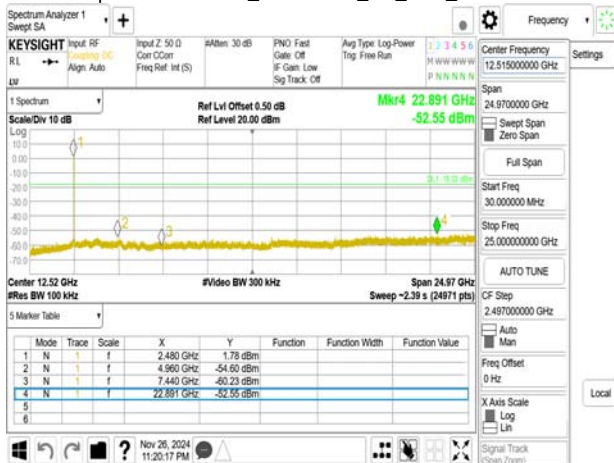 Spectrum Analyzer 1
Swept SA
+
Frequency
KEYSIGHT
Input: RF
Coupling: DC
Align: Auto
Input Z: 50 Ω
Corr CCorr
Freq Ref: Int (S)
#Atten: 30 dB
PNO: Fast
Gate: Off
IF Gain: Low
Sig Track: Off
Avg Type: Log-Power
Trig: Free Run
1 2 3 4 5 6
M W W W W W
P N N N N N
RL
LXI
1 Spectrum
Scale/Div 10 dB
Ref Lvl Offset 0.50 dB
Ref Level 20.00 dBm
Mkr4 22.891 GHz
-52.55 dBm
Log
10.0
0.00
-10.0
-20.0
-30.0
-40.0
-50.0
-60.0
-70.0
1
2
3
4
Center 12.52 GHz
#Res BW 100 kHz
#Video BW 300 kHz
Span 24.97 GHz
Sweep ~2.39 s (24971 pts)
5 Marker Table
Mode Trace Scale X Y Function Function Width Function Value
1 N 1 f 2.480 GHz 1.78 dBm
2 N 1 f 4.960 GHz -54.60 dBm
3 N 1 f 7.440 GHz -60.23 dBm
4 N 1 f 22.891 GHz -52.55 dBm
5
6
?
Nov 26, 2024
11:20:17 PM
Center Frequency
12.515000000 GHz
Settings
Span
24.9700000 GHz
Swept Span
Zero Span
Full Span
Start Freq
30.000000 MHz
Stop Freq
25.000000000 GHz
AUTO TUNE
CF Step
2.497000000 GHz
Auto
Man
Freq Offset
0 Hz
X Axis Scale
Log
Lin
Signal Track
(Span Zoom)
Local